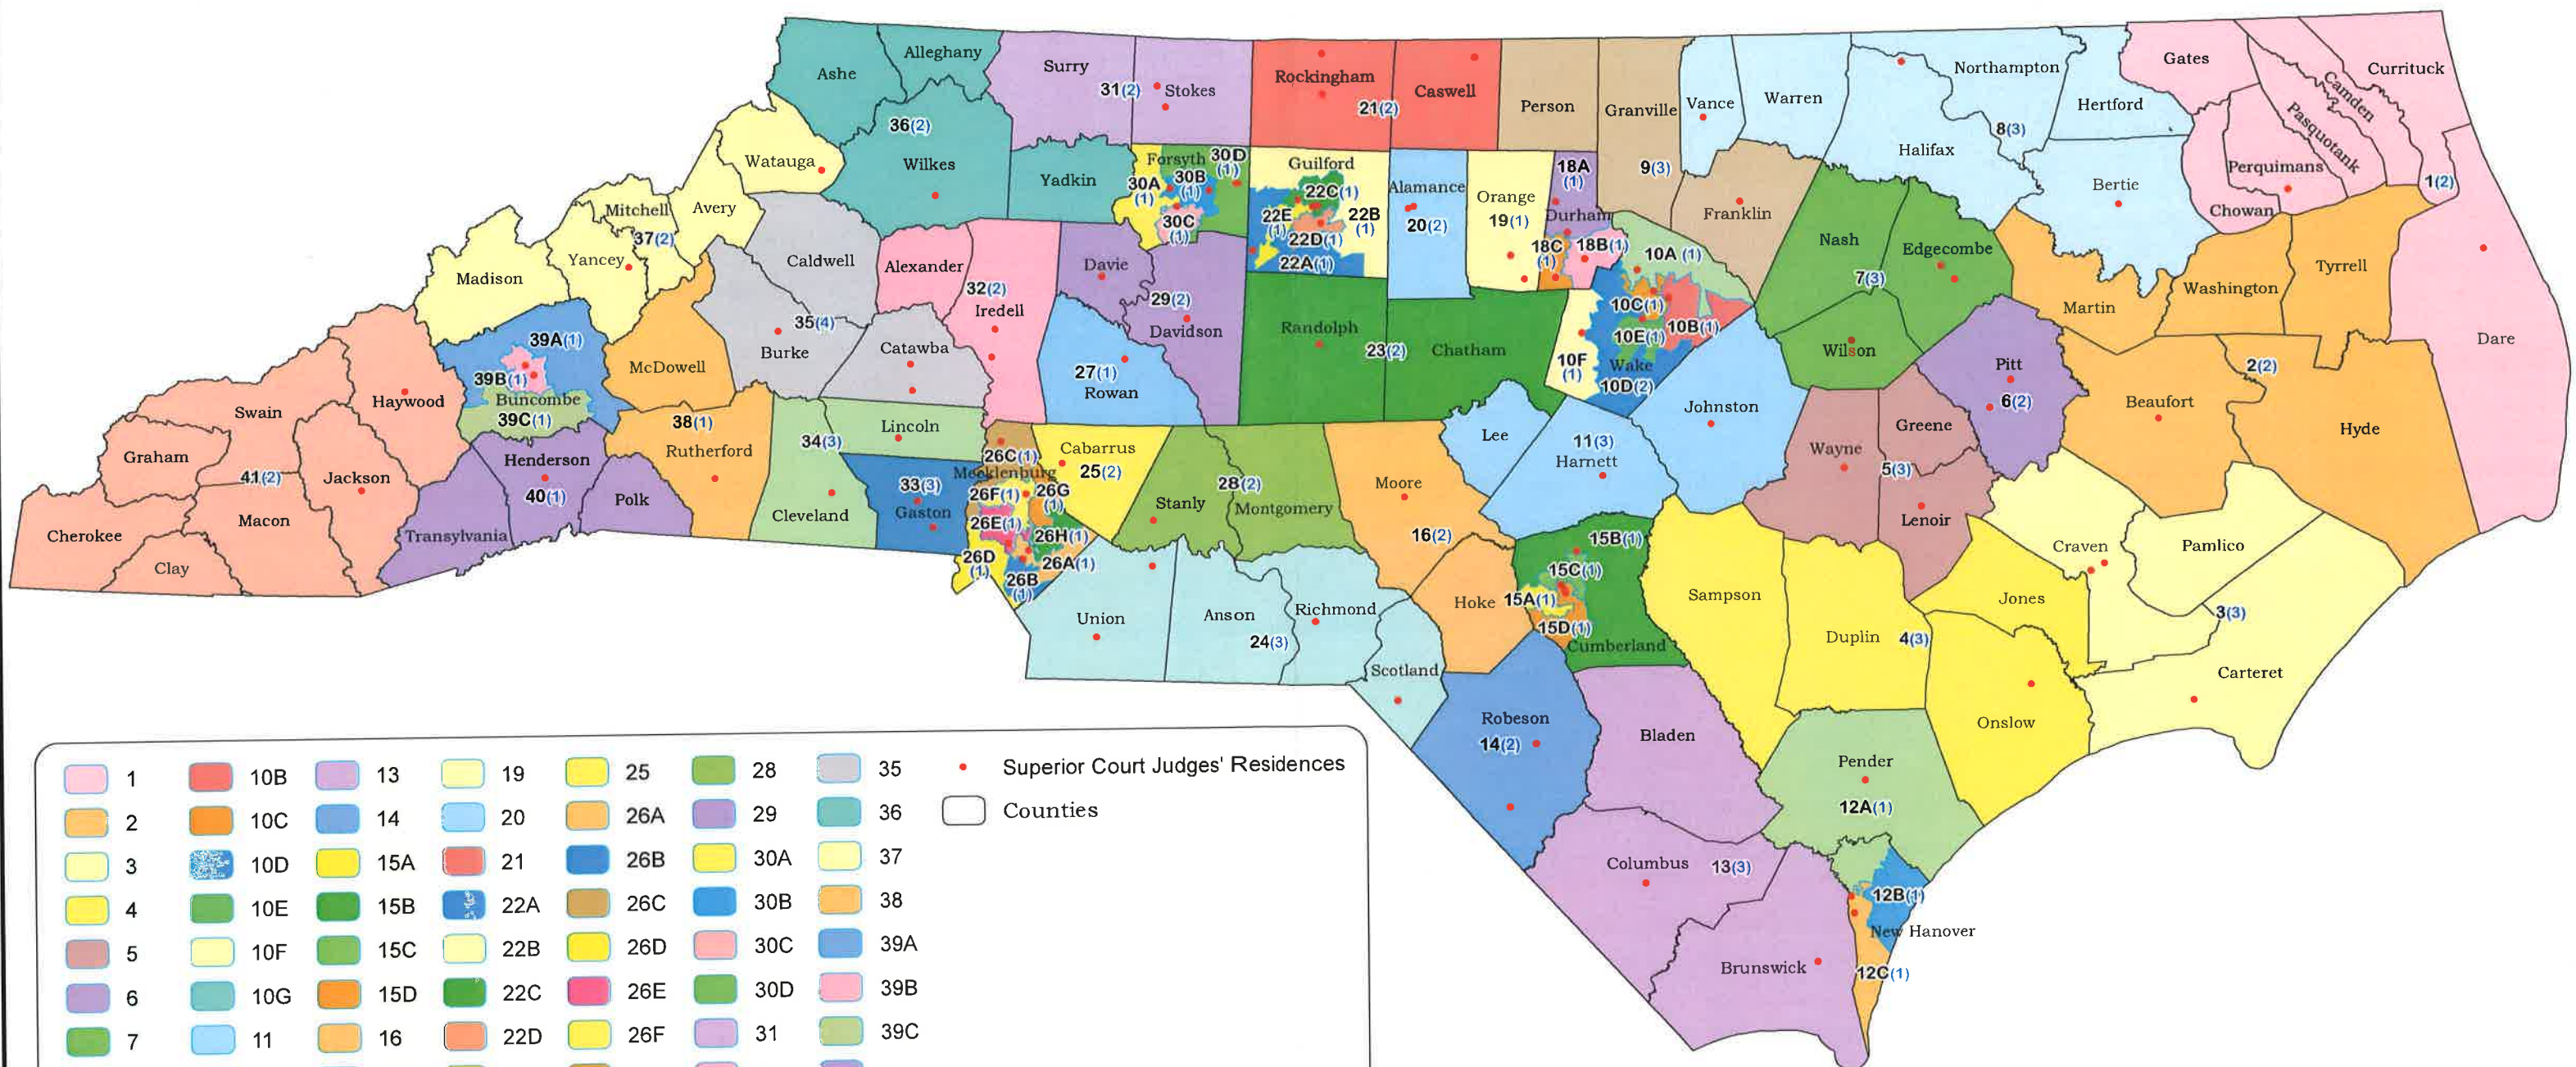 Ashe
Alleghany
Surry
31(2)
Stokes
Rockingham
21(2)
Caswell
Person
Granville
Vance
Warren
Northampton
8(3)
Halifax
Hertford
Gates
Camden
Currituck
Pasquotank
Perquimans
Chowan
1(2)
Bertie
36(2)
Wilkes
Yadkin
Watauga
Forsyth
30D
(1)
30A
(1)
30B
(1)
30C
(1)
Guilford
22C(1)
22E
(1)
22B
(1)
22D(1)
22A(1)
Alamance
20(2)
Orange
19(1)
18A
(1)
Durham
18C
(1)
18B(1)
9(3)
Franklin
10A (1)
Nash
Edgecombe
7(3)
Wilson
Martin
Washington
Tyrrell
Dare
Mitchell
37(2)
Avery
Yancey
Madison
Caldwell
Alexander
32(2)
Iredell
Davie
29(2)
Davidson
Randolph
23(2)
Chatham
10C(1)
10B(1)
10E(1)
10F
(1)
Wake
10D(2)
Johnston
Pitt
6(2)
Beaufort
2(2)
Hyde
39A(1)
39B(1)
Buncombe
39C(1)
McDowell
35(4)
Burke
Catawba
27(1)
Rowan
Haywood
Swain
Graham
41(2)
Jackson
Cherokee
Macon
Clay
Transylvania
Henderson
40(1)
Polk
38(1)
Rutherford
34(3)
Cleveland
Lincoln
33(3)
Gaston
26C(1)
Mecklenburg
26F(1)
26G
(1)
26E(1)
26H(1)
26D
(1)
26A(1)
26B
(1)
Cabarrus
25(2)
Stanly
28(2)
Montgomery
Moore
16(2)
Lee
11(3)
Harnett
Wayne
Greene
5(3)
Lenoir
Craven
Pamlico
3(3)
Carteret
Jones
Onslow
Duplin
4(3)
Sampson
15B(1)
15C(1)
15A(1)
15D(1)
Cumberland
Hoke
Union
Anson
24(3)
Richmond
Scotland
Robeson
14(2)
Bladen
Columbus
13(3)
Brunswick
Pender
12A(1)
12B(1)
New Hanover
12C(1)
1 10B 13 19 25 28 35 Superior Court Judges' Residences
2 10C 14 20 26A 29 36 Counties
3 10D 15A 21 26B 30A 37
4 10E 15B 22A 26C 30B 38
5 10F 15C 22B 26D 30C 39A
6 10G 15D 22C 26E 30D 39B
7 11 16 22D 26F 31 39C